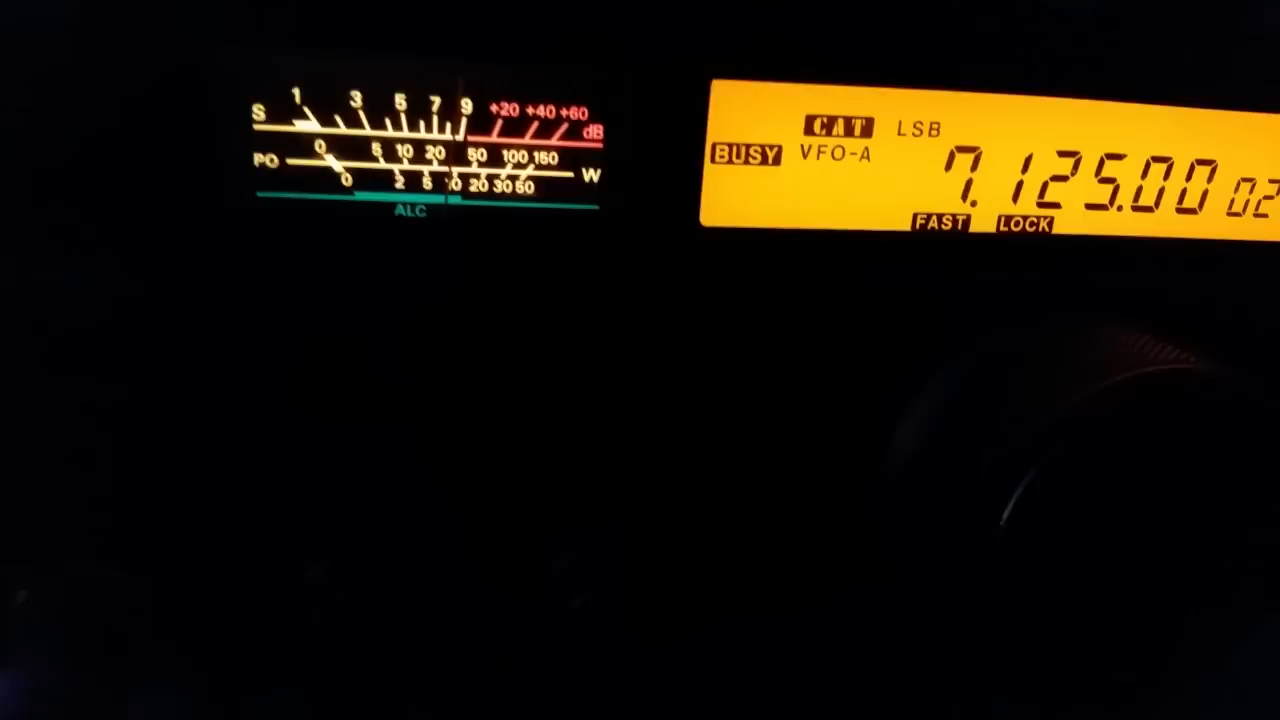 S 1 3 5 7 9 +20 +40 +60 dB
PO 0 5 10 20 50 100 150 W
0 2 5 10 20 30 50
ALC
CAT LSB
BUSY VFO-A 7.125.00 02
FAST LOCK